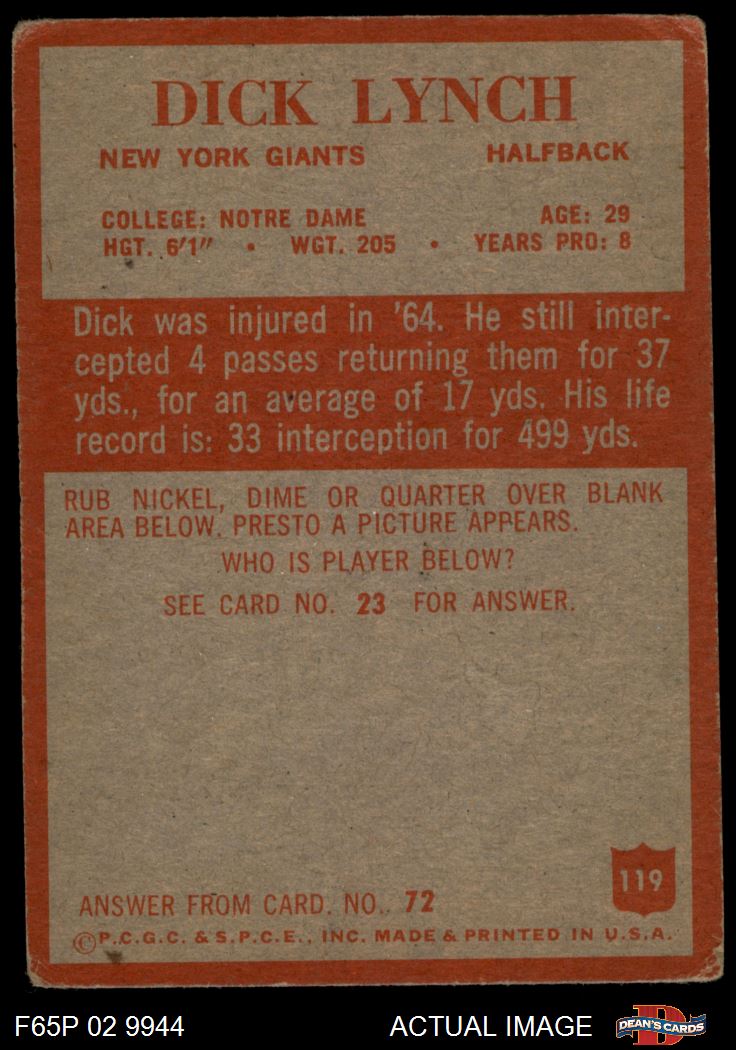 DICK LYNCH
NEW YORK GIANTS HALFBACK
COLLEGE: NOTRE DAME AGE: 29
HGT. 6'1" • WGT. 205 • YEARS PRO: 8
Dick was injured in '64. He still inter-
cepted 4 passes returning them for 37
yds., for an average of 17 yds. His life
record is: 33 interception for 499 yds.
RUB NICKEL, DIME OR QUARTER OVER BLANK
AREA BELOW. PRESTO A PICTURE APPEARS.
WHO IS PLAYER BELOW?
SEE CARD NO. 23 FOR ANSWER.
119
ANSWER FROM CARD. NO.. 72
© P.C.G.C. & S.P.C.E., INC. MADE & PRINTED IN U.S.A.
F65P 02 9944 ACTUAL IMAGE D DEAN'S CARDS